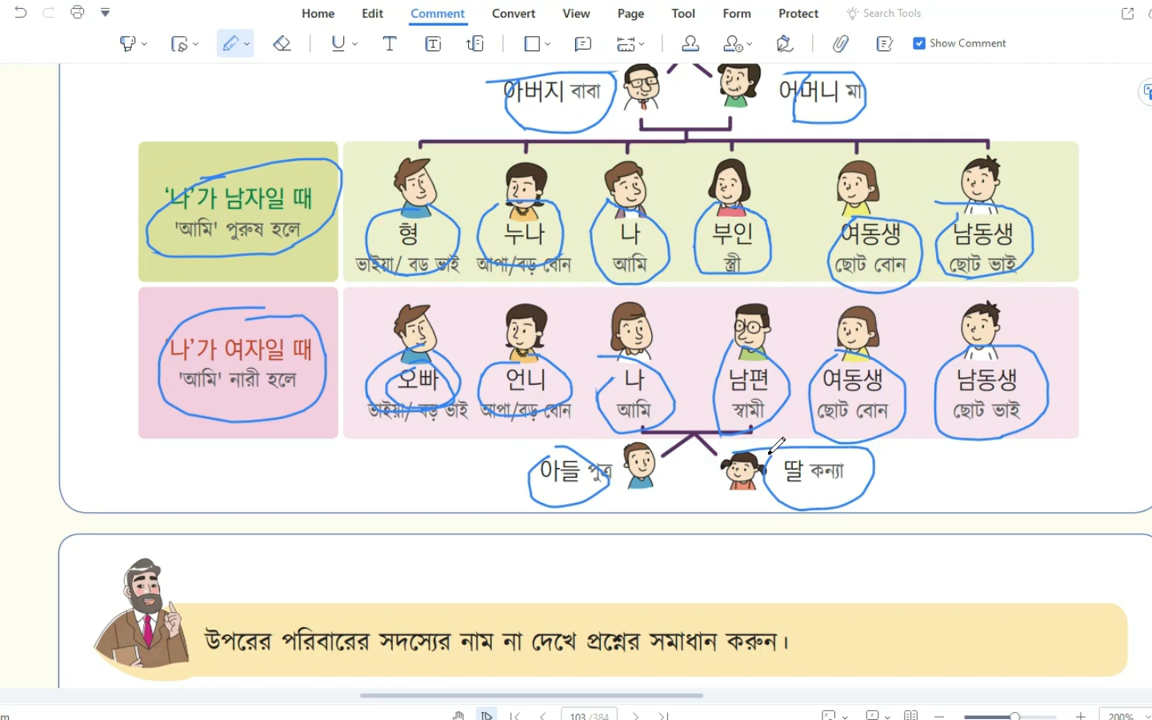 Home Edit Comment Convert View Page Tool Form Protect Search Tools
Show Comment
아버지 বাবা 어머니 মা
'나'가 남자일 때
'আমি' পুরুষ হলে
형 누나 나 부인 여동생 남동생
ভাইয়া/ বড় ভাই আপা/বড় বোন আমি স্ত্রী ছোট বোন ছোট ভাই
'나'가 여자일 때
'আমি' নারী হলে
오빠 언니 나 남편 여동생 남동생
ভাইয়া/ বড় ভাই আপা/বড় বোন আমি স্বামী ছোট বোন ছোট ভাই
아들 পুত্র 딸 কন্যা
উপরের পরিবারের সদস্যের নাম না দেখে প্রশ্নের সমাধান করুন।
103 /384 200%